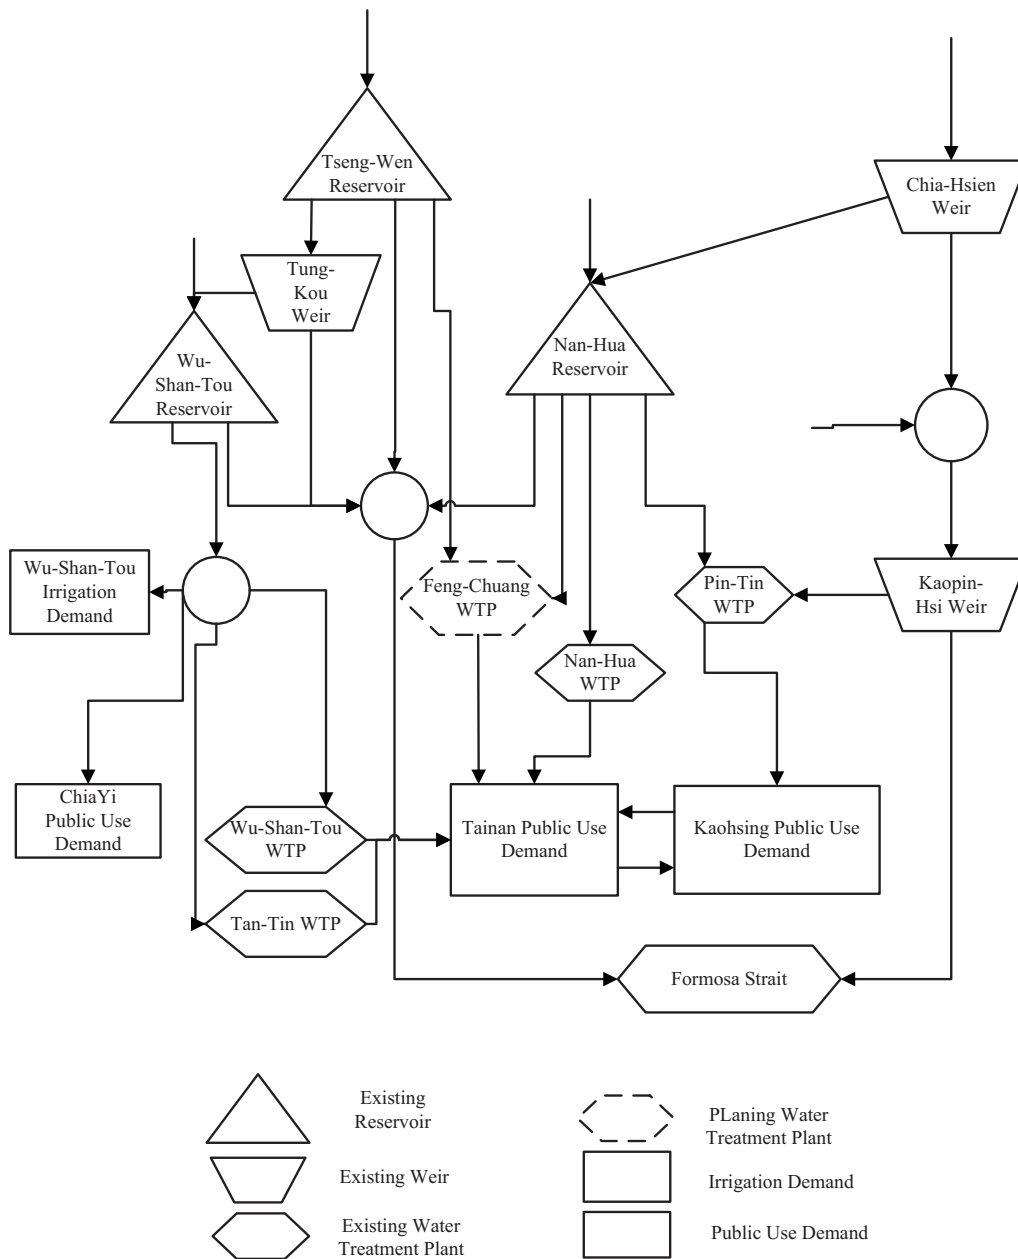 Tseng-Wen
Reservoir
Chia-Hsien
Weir
Tung-
Kou
Weir
Nan-Hua
Reservoir
Wu-
Shan-Tou
Reservoir
Wu-Shan-Tou
Irrigation
Demand
Feng-Chuang
WTP
Pin-Tin
WTP
Kaopin-
Hsi Weir
Nan-Hua
WTP
ChiaYi
Public Use
Demand
Wu-Shan-Tou
WTP
Tainan Public Use
Demand
Kaohsing Public Use
Demand
Tan-Tin WTP
Formosa Strait
Existing
Reservoir
PLaning Water
Treatment Plant
Existing Weir
Irrigation Demand
Existing Water
Treatment Plant
Public Use Demand